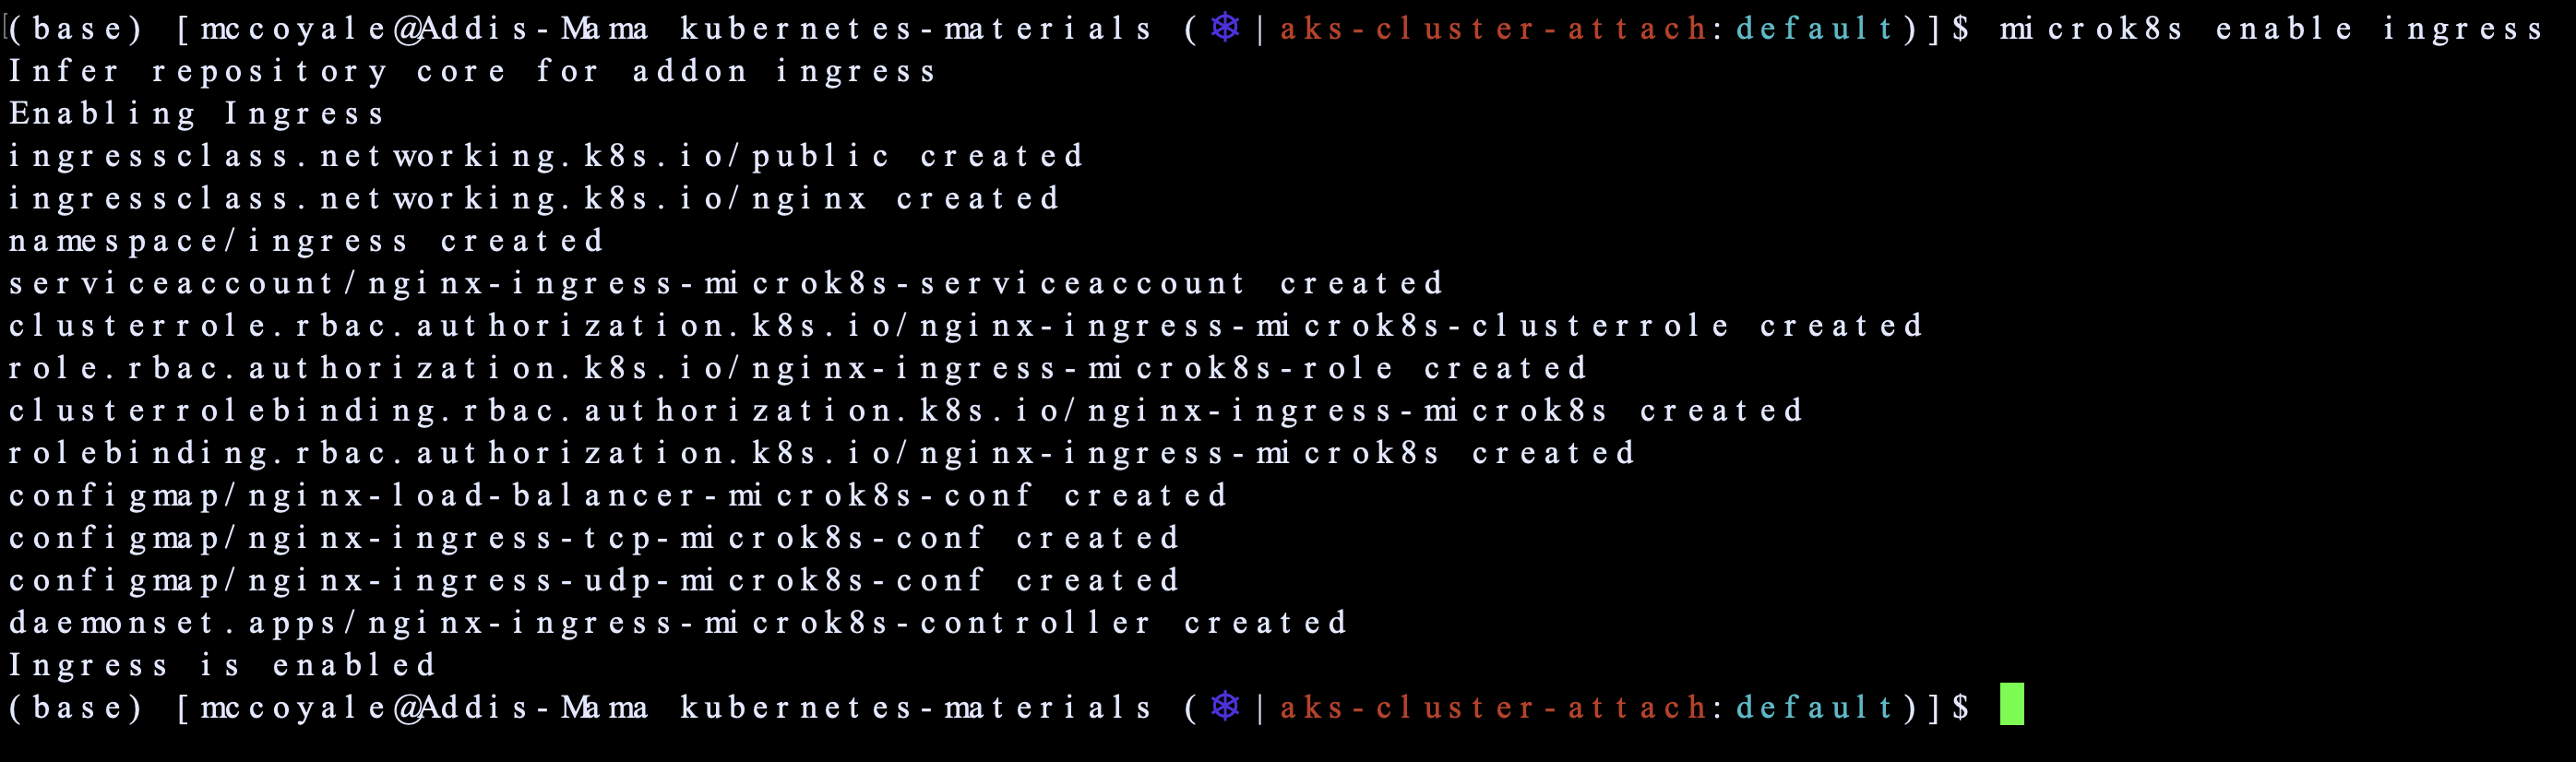 (base) [mccoyale@Addis-Mama kubernetes-materials (⎈|aks-cluster-attach:default)]$ microk8s enable ingress
Infer repository core for addon ingress
Enabling Ingress
ingressclass.networking.k8s.io/public created
ingressclass.networking.k8s.io/nginx created
namespace/ingress created
serviceaccount/nginx-ingress-microk8s-serviceaccount created
clusterrole.rbac.authorization.k8s.io/nginx-ingress-microk8s-clusterrole created
role.rbac.authorization.k8s.io/nginx-ingress-microk8s-role created
clusterrolebinding.rbac.authorization.k8s.io/nginx-ingress-microk8s created
rolebinding.rbac.authorization.k8s.io/nginx-ingress-microk8s created
configmap/nginx-load-balancer-microk8s-conf created
configmap/nginx-ingress-tcp-microk8s-conf created
configmap/nginx-ingress-udp-microk8s-conf created
daemonset.apps/nginx-ingress-microk8s-controller created
Ingress is enabled
(base) [mccoyale@Addis-Mama kubernetes-materials (⎈|aks-cluster-attach:default)]$